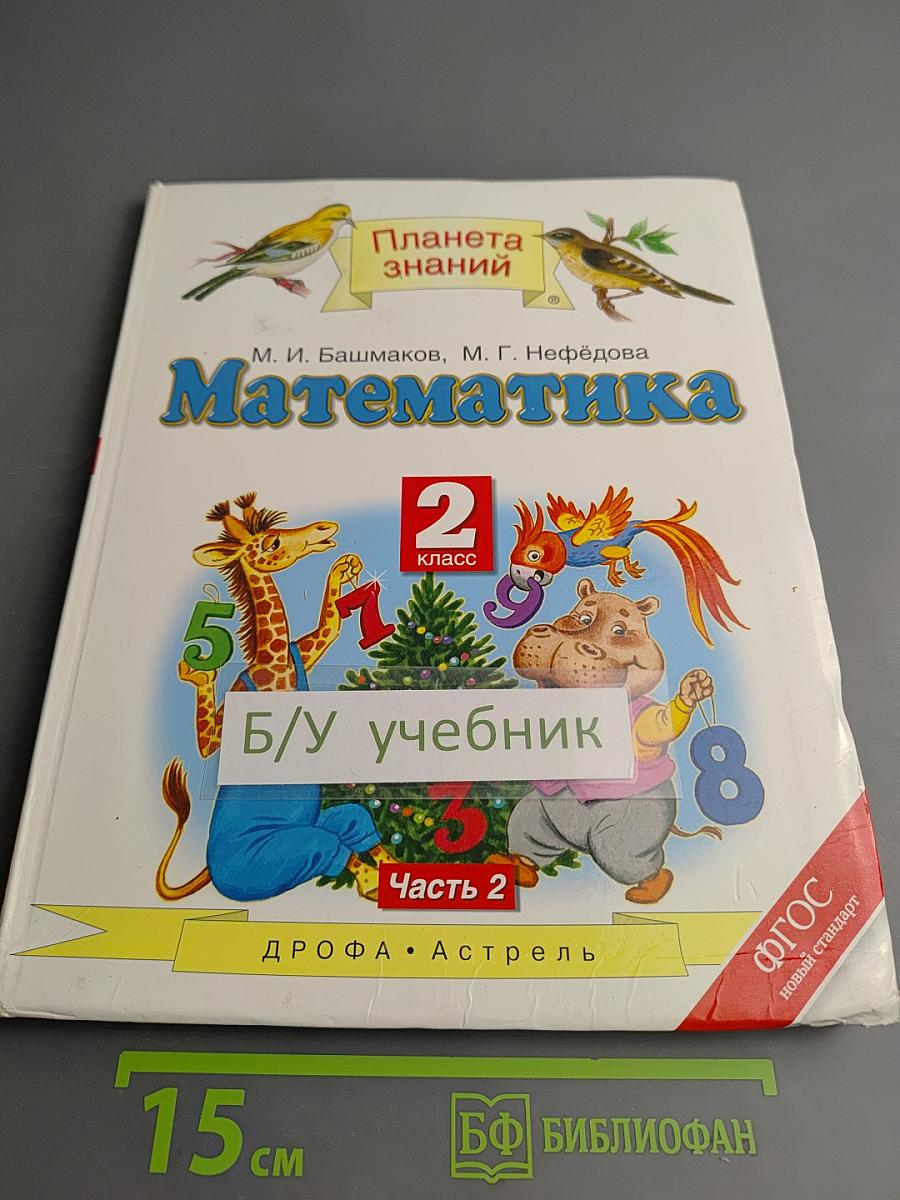 Планета
знаний
®
М. И. Башмаков, М. Г. Нефёдова
Математика
2
класс
5
7
9
8
Б/У учебник
3
Часть 2
ДРОФА • Астрель
ФГОС
новый стандарт
15 см
БФ БИБЛИОФАН